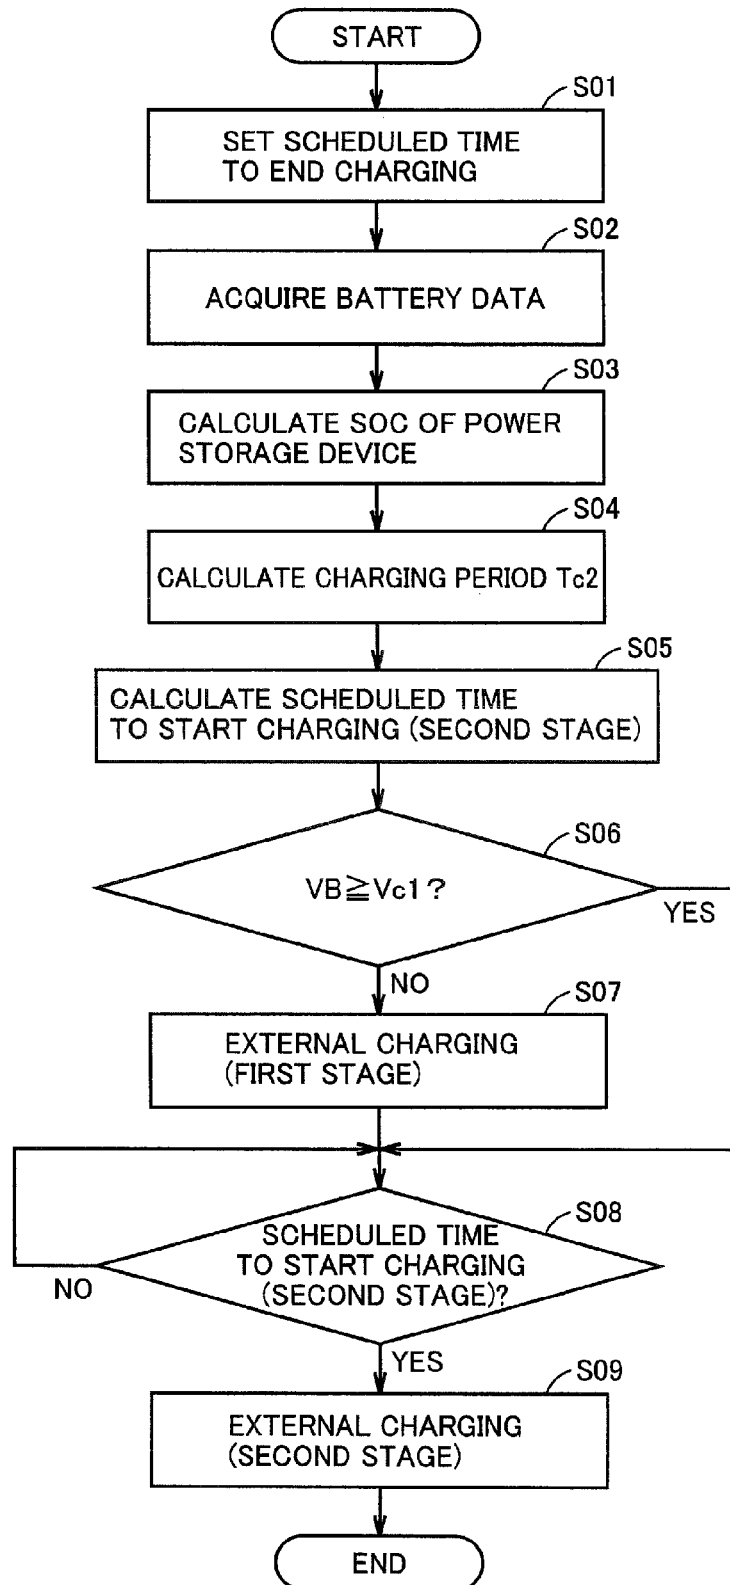 START
S01
SET SCHEDULED TIME
TO END CHARGING
S02
ACQUIRE BATTERY DATA
S03
CALCULATE SOC OF POWER
STORAGE DEVICE
S04
CALCULATE CHARGING PERIOD Tc2
S05
CALCULATE SCHEDULED TIME
TO START CHARGING (SECOND STAGE)
S06
VB≧Vc1?
YES
NO
S07
EXTERNAL CHARGING
(FIRST STAGE)
S08
SCHEDULED TIME
TO START CHARGING
(SECOND STAGE)?
NO
YES
S09
EXTERNAL CHARGING
(SECOND STAGE)
END